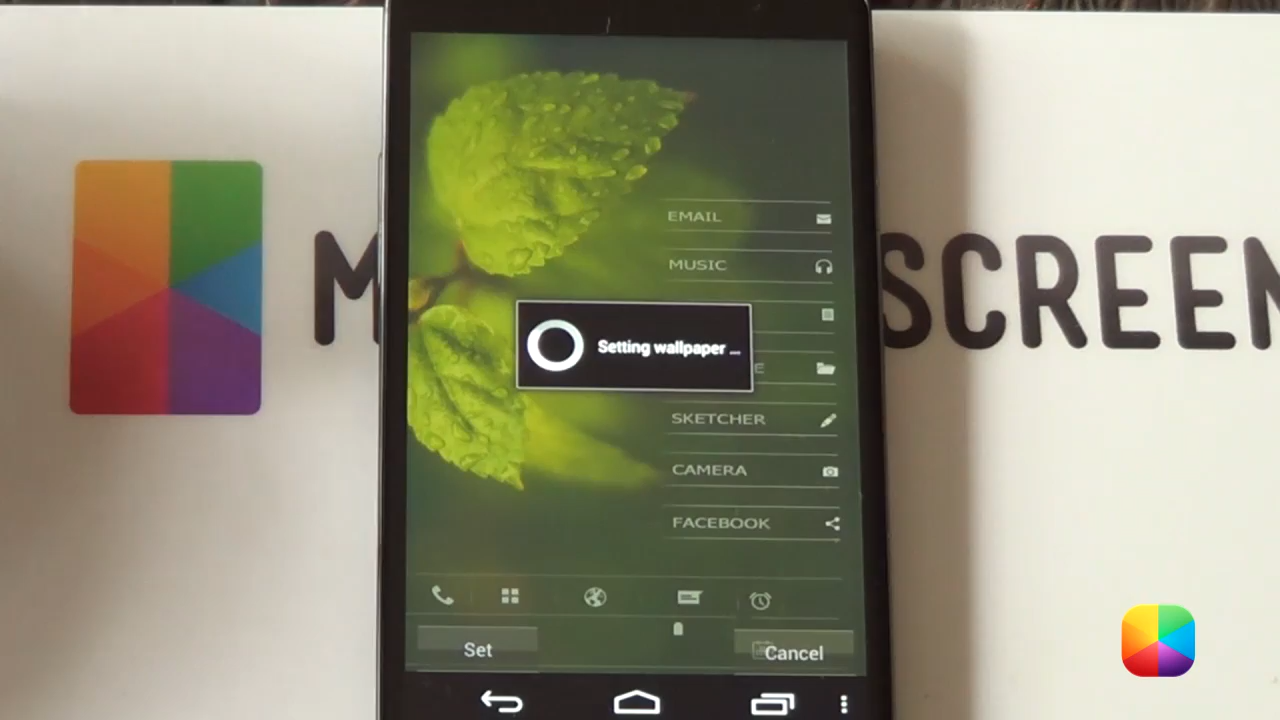 EMAIL
M SCREEN
MUSIC
Setting wallpaper ...
E
SKETCHER
CAMERA
FACEBOOK
Set
Cancel